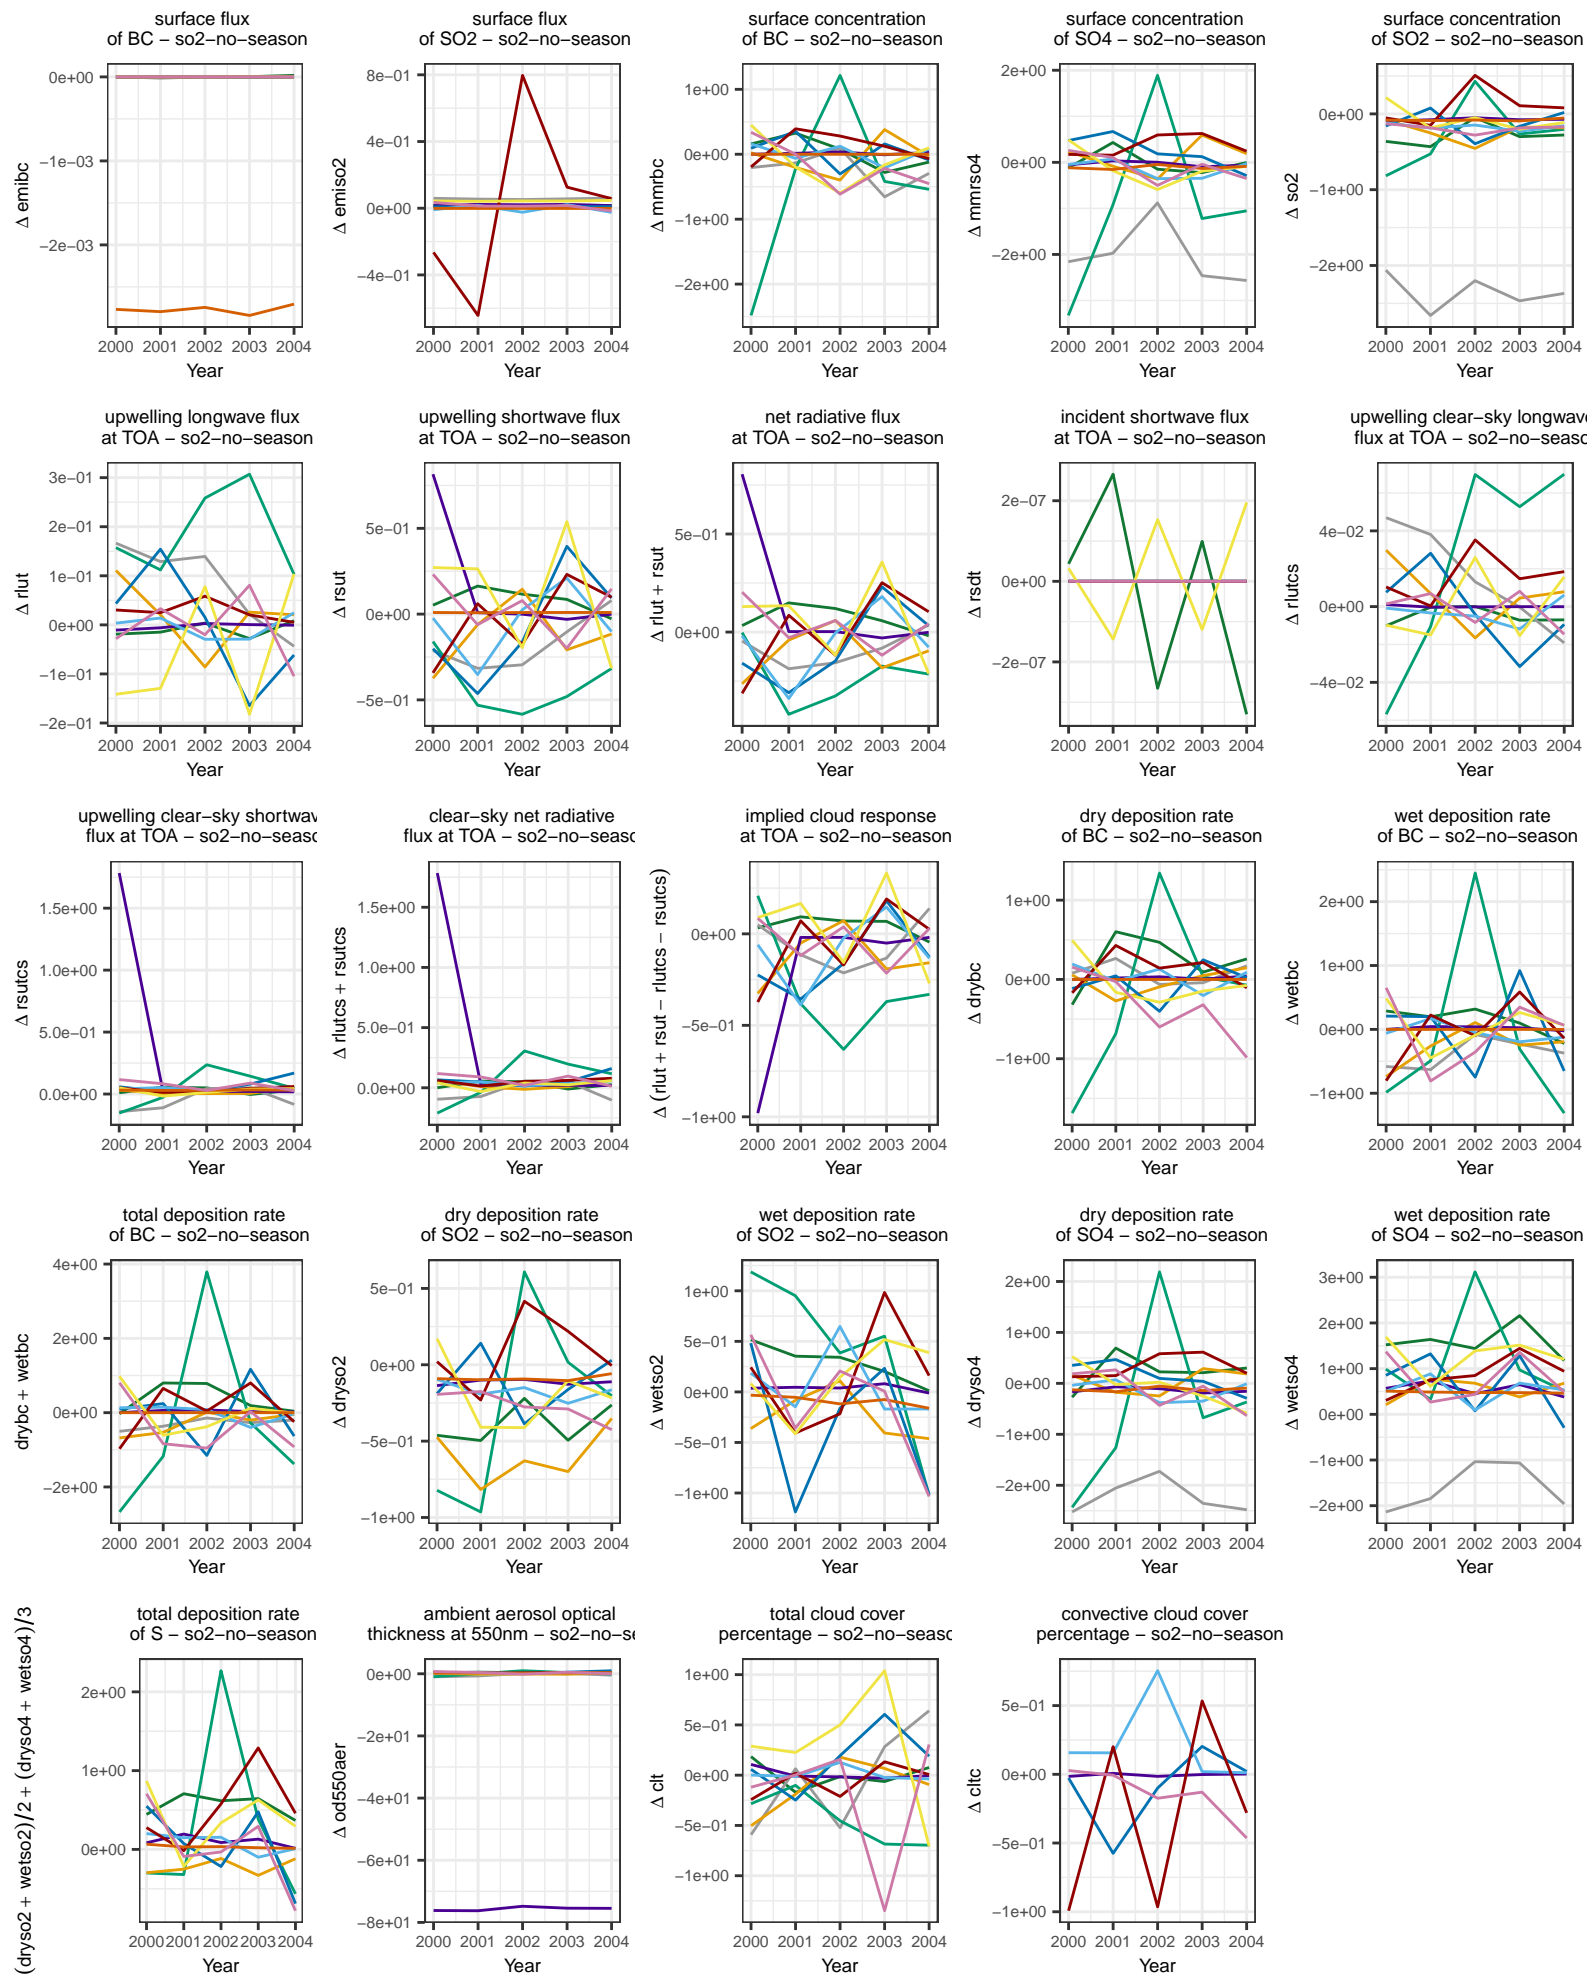 surface flux
of BC − so2−no−season
surface flux
of SO2 − so2−no−season
surface concentration
of BC − so2−no−season
surface concentration
of SO4 − so2−no−season
surface concentration
of SO2 − so2−no−season
Δ emibc
0e+00
−1e−03
−2e−03
2000 2001 2002 2003 2004
Year
Δ emiso2
8e−01
4e−01
0e+00
−4e−01
2000 2001 2002 2003 2004
Year
Δ mmrbc
1e+00
0e+00
−1e+00
−2e+00
2000 2001 2002 2003 2004
Year
Δ mmrso4
2e+00
0e+00
−2e+00
2000 2001 2002 2003 2004
Year
Δ so2
0e+00
−1e+00
−2e+00
2000 2001 2002 2003 2004
Year
upwelling longwave flux
at TOA − so2−no−season
upwelling shortwave flux
at TOA − so2−no−season
net radiative flux
at TOA − so2−no−season
incident shortwave flux
at TOA − so2−no−season
upwelling clear−sky longwave
flux at TOA − so2−no−seaso
Δ rlut
3e−01
2e−01
1e−01
0e+00
−1e−01
−2e−01
2000 2001 2002 2003 2004
Year
Δ rsut
5e−01
0e+00
−5e−01
2000 2001 2002 2003 2004
Year
Δ rlut + rsut
5e−01
0e+00
2000 2001 2002 2003 2004
Year
Δ rsdt
2e−07
0e+00
−2e−07
2000 2001 2002 2003 2004
Year
Δ rlutcs
4e−02
0e+00
−4e−02
2000 2001 2002 2003 2004
Year
upwelling clear−sky shortwav
flux at TOA − so2−no−seaso
clear−sky net radiative
flux at TOA − so2−no−seaso
implied cloud response
at TOA − so2−no−season
dry deposition rate
of BC − so2−no−season
wet deposition rate
of BC − so2−no−season
Δ rsutcs
1.5e+00
1.0e+00
5.0e−01
0.0e+00
2000 2001 2002 2003 2004
Year
Δ rlutcs + rsutcs
1.5e+00
1.0e+00
5.0e−01
0.0e+00
2000 2001 2002 2003 2004
Year
Δ (rlut + rsut − rlutcs − rsutcs)
0e+00
−5e−01
−1e+00
2000 2001 2002 2003 2004
Year
Δ drybc
1e+00
0e+00
−1e+00
2000 2001 2002 2003 2004
Year
Δ wetbc
2e+00
1e+00
0e+00
−1e+00
2000 2001 2002 2003 2004
Year
total deposition rate
of BC − so2−no−season
dry deposition rate
of SO2 − so2−no−season
wet deposition rate
of SO2 − so2−no−season
dry deposition rate
of SO4 − so2−no−season
wet deposition rate
of SO4 − so2−no−season
drybc + wetbc
4e+00
2e+00
0e+00
−2e+00
2000 2001 2002 2003 2004
Year
Δ dryso2
5e−01
0e+00
−5e−01
−1e+00
2000 2001 2002 2003 2004
Year
Δ wetso2
1e+00
5e−01
0e+00
−5e−01
−1e+00
2000 2001 2002 2003 2004
Year
Δ dryso4
2e+00
1e+00
0e+00
−1e+00
−2e+00
2000 2001 2002 2003 2004
Year
Δ wetso4
3e+00
2e+00
1e+00
0e+00
−1e+00
−2e+00
2000 2001 2002 2003 2004
Year
total deposition rate
of S − so2−no−season
ambient aerosol optical
thickness at 550nm − so2−no−se
total cloud cover
percentage − so2−no−seaso
convective cloud cover
percentage − so2−no−season
(dryso2 + wetso2)/2 + (dryso4 + wetso4)/3
2e+00
1e+00
0e+00
2000 2001 2002 2003 2004
Year
Δ od550aer
0e+00
−2e+01
−4e+01
−6e+01
−8e+01
2000 2001 2002 2003 2004
Year
Δ clt
1e+00
5e−01
0e+00
−5e−01
−1e+00
2000 2001 2002 2003 2004
Year
Δ cltc
5e−01
0e+00
−5e−01
−1e+00
2000 2001 2002 2003 2004
Year